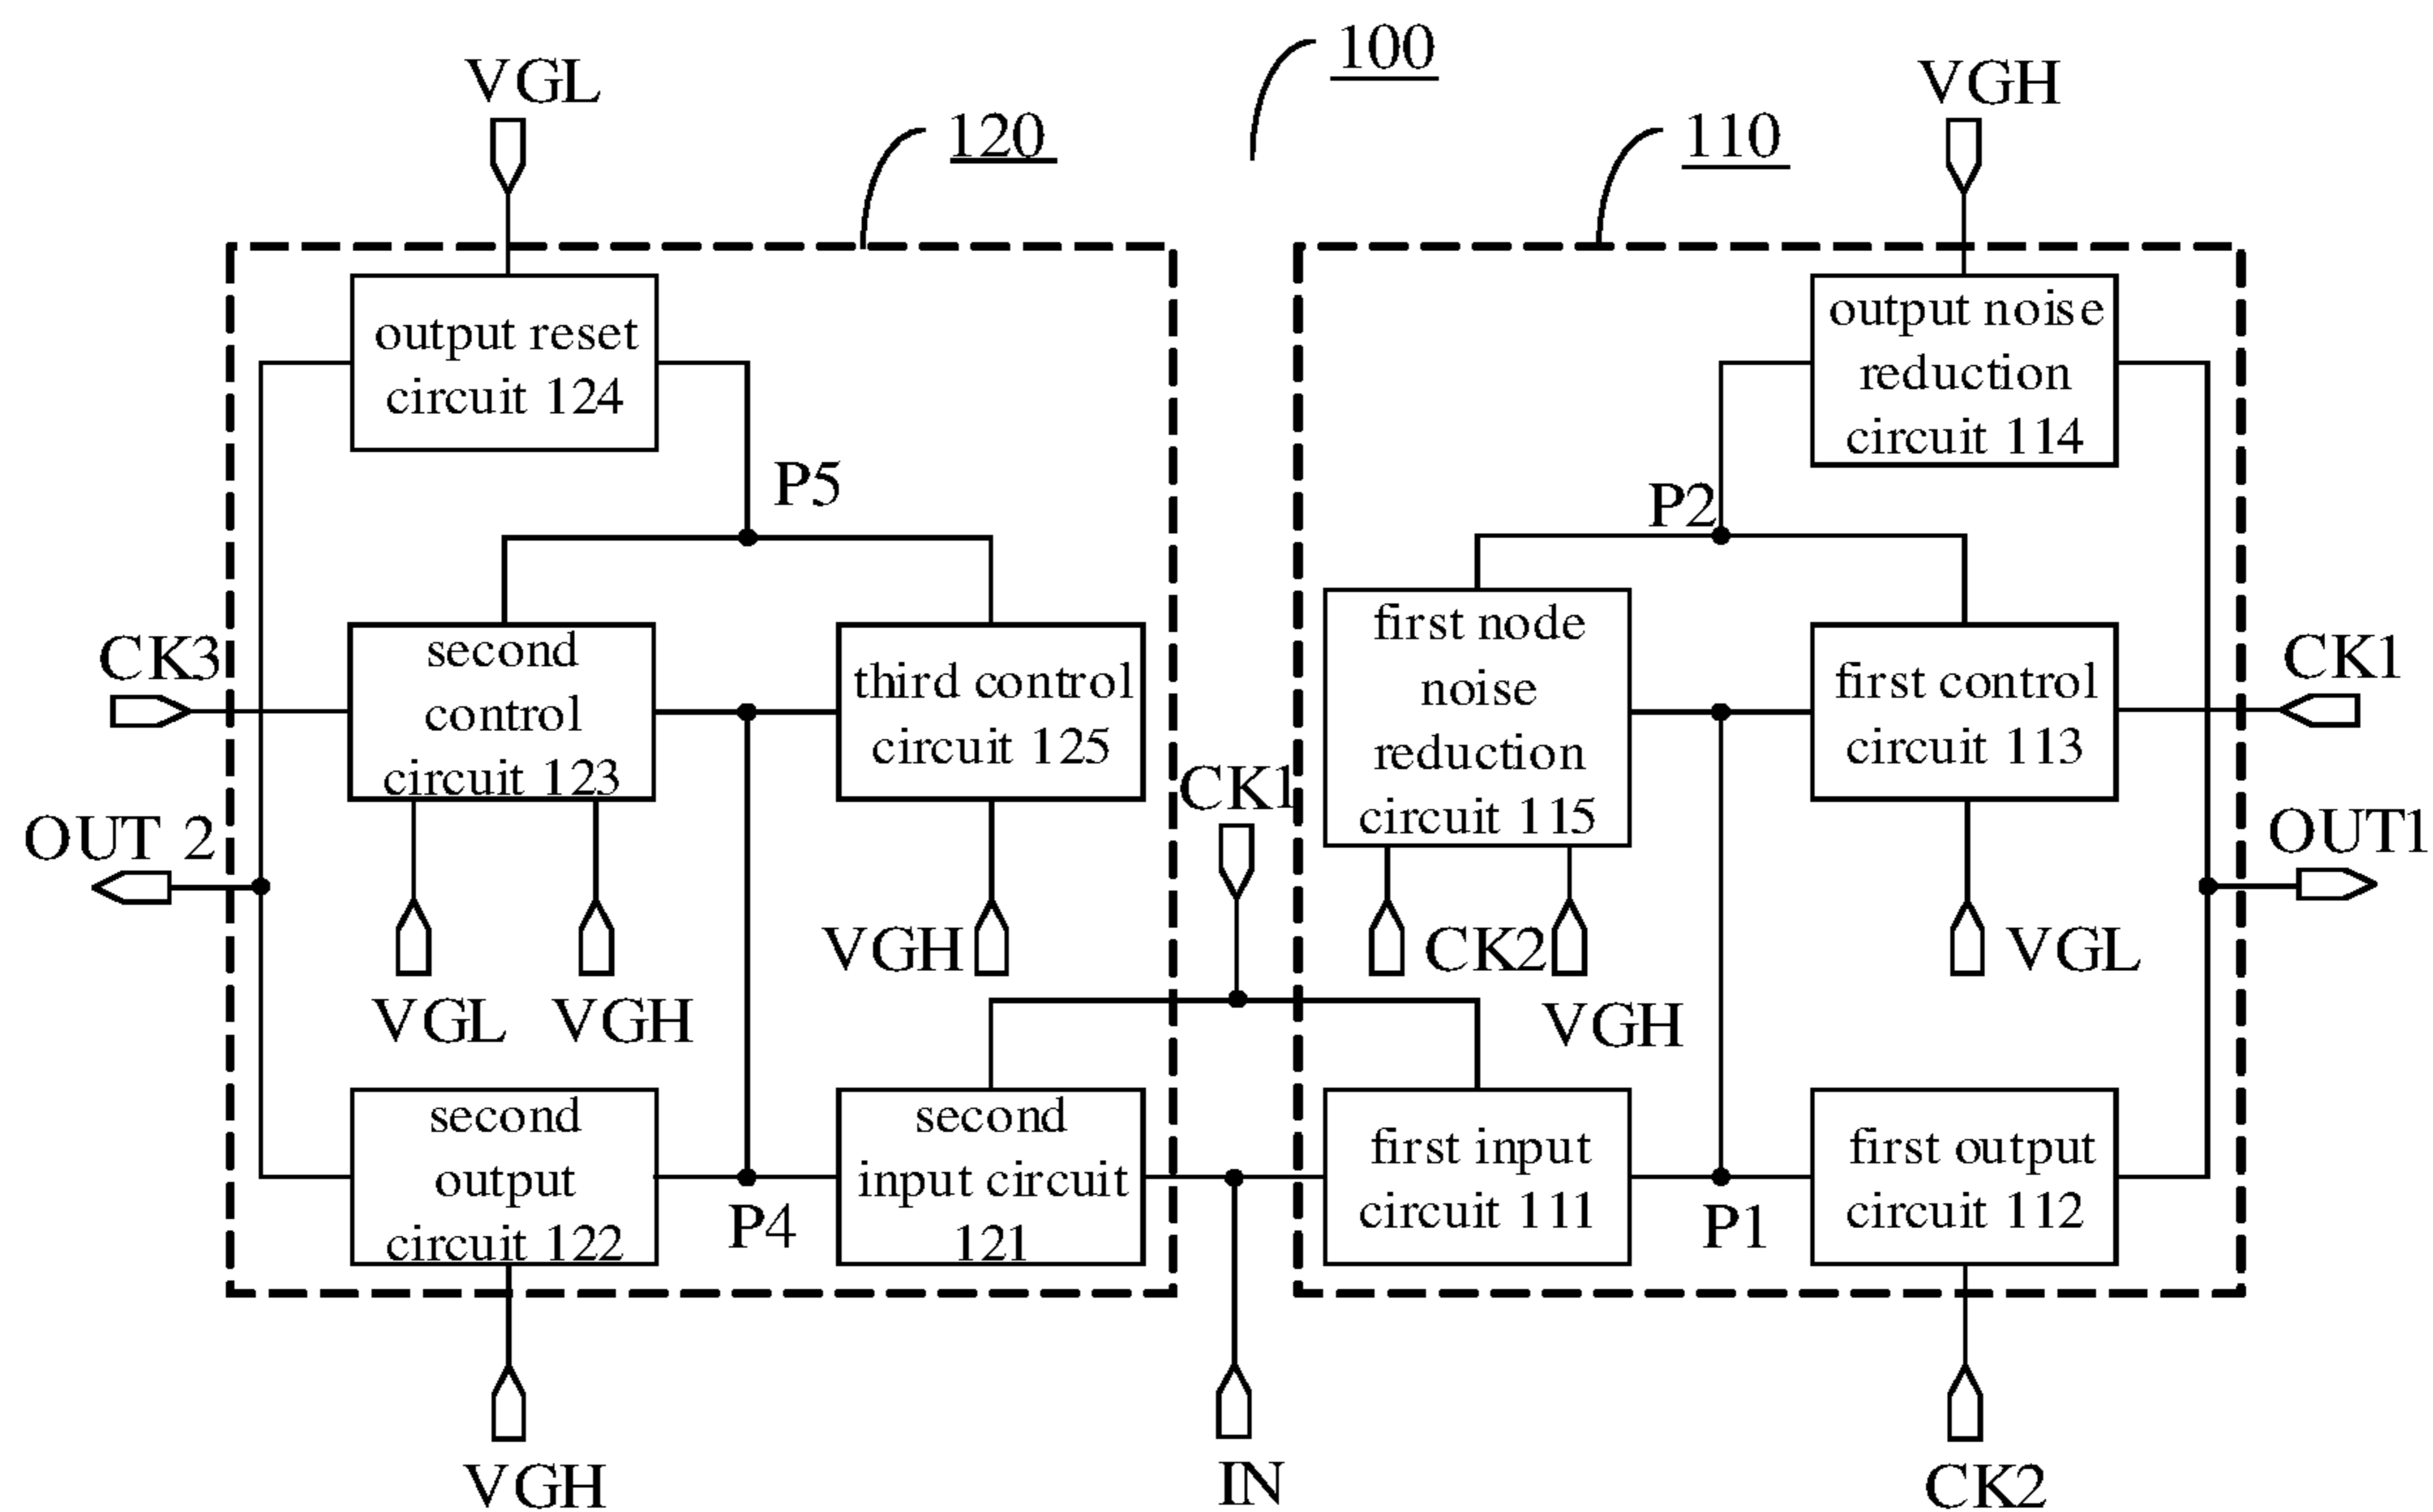 100
VGL
VGH
120
110
output reset
circuit 124
output noise
reduction
circuit 114
P5
P2
CK3
second
control
circuit 123
third control
circuit 125
first node
noise
reduction
circuit 115
first control
circuit 113
CK1
CK1
OUT 2
OUT1
VGL
VGH
VGH
CK2
VGH
VGL
second
output
circuit 122
P4
second
input circuit
121
first input
circuit 111
P1
first output
circuit 112
VGH
IN
CK2